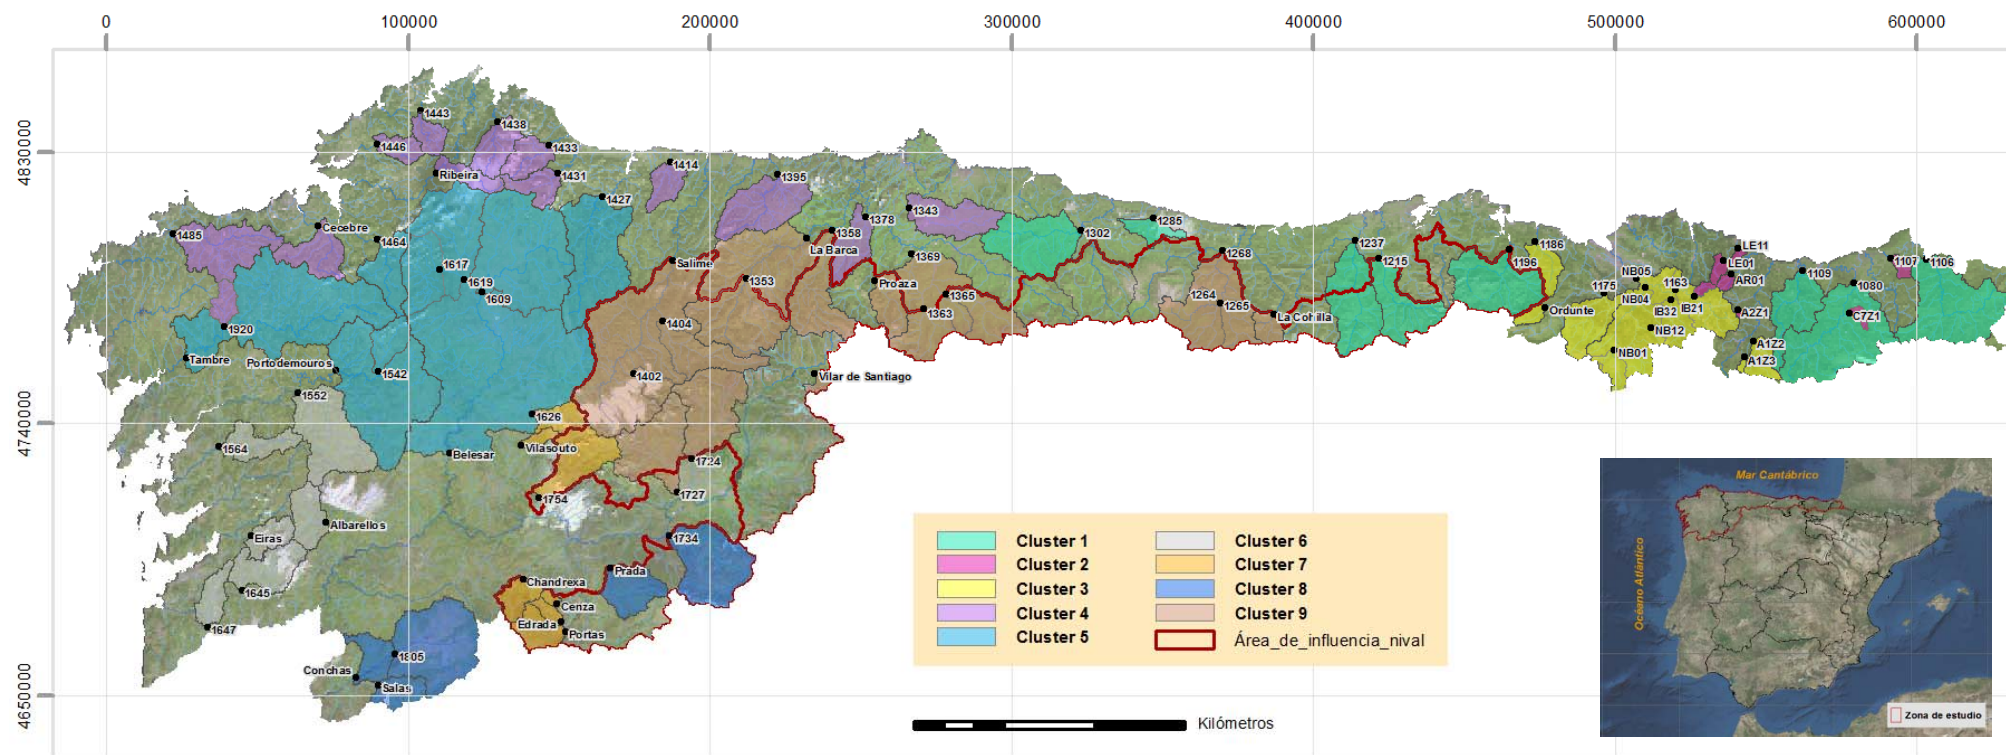 0 100000 200000 300000 400000 500000 600000
4830000
4740000
4650000
1443
1438
1446
1433
1414
1431
1395
Ribeira
1427
1343
1378
1485
Cecebre
1464
1358
1302
1285
La Barca
1369
1268
1237
1215
1186
1196
LE11
LE01
AR01
1107
1106
1109
1080
1617
1619
1609
Salime
1353
Proaza
1365
1363
1264
1265
La Cohilla
Ordunte
1175
NB05
NB04
1163
IB32
IB21
A2Z1
C7Z1
1404
1920
Tambre
Portodemouros
1542
1402
Vilar de Santiago
NB12
NB01
A1Z2
A1Z3
1552
1626
1564
Belesar
Vilasouto
1724
1727
1754
Albarellos
Eiras
1734
1645
Chandrexa
Prada
Cenza
Edrada
Portas
1647
1805
Conchas
Salas
Cluster 1
Cluster 2
Cluster 3
Cluster 4
Cluster 5
Cluster 6
Cluster 7
Cluster 8
Cluster 9
Área_de_influencia_nival
Kilómetros
Mar Cantábrico
Océano Atlántico
Zona de estudio